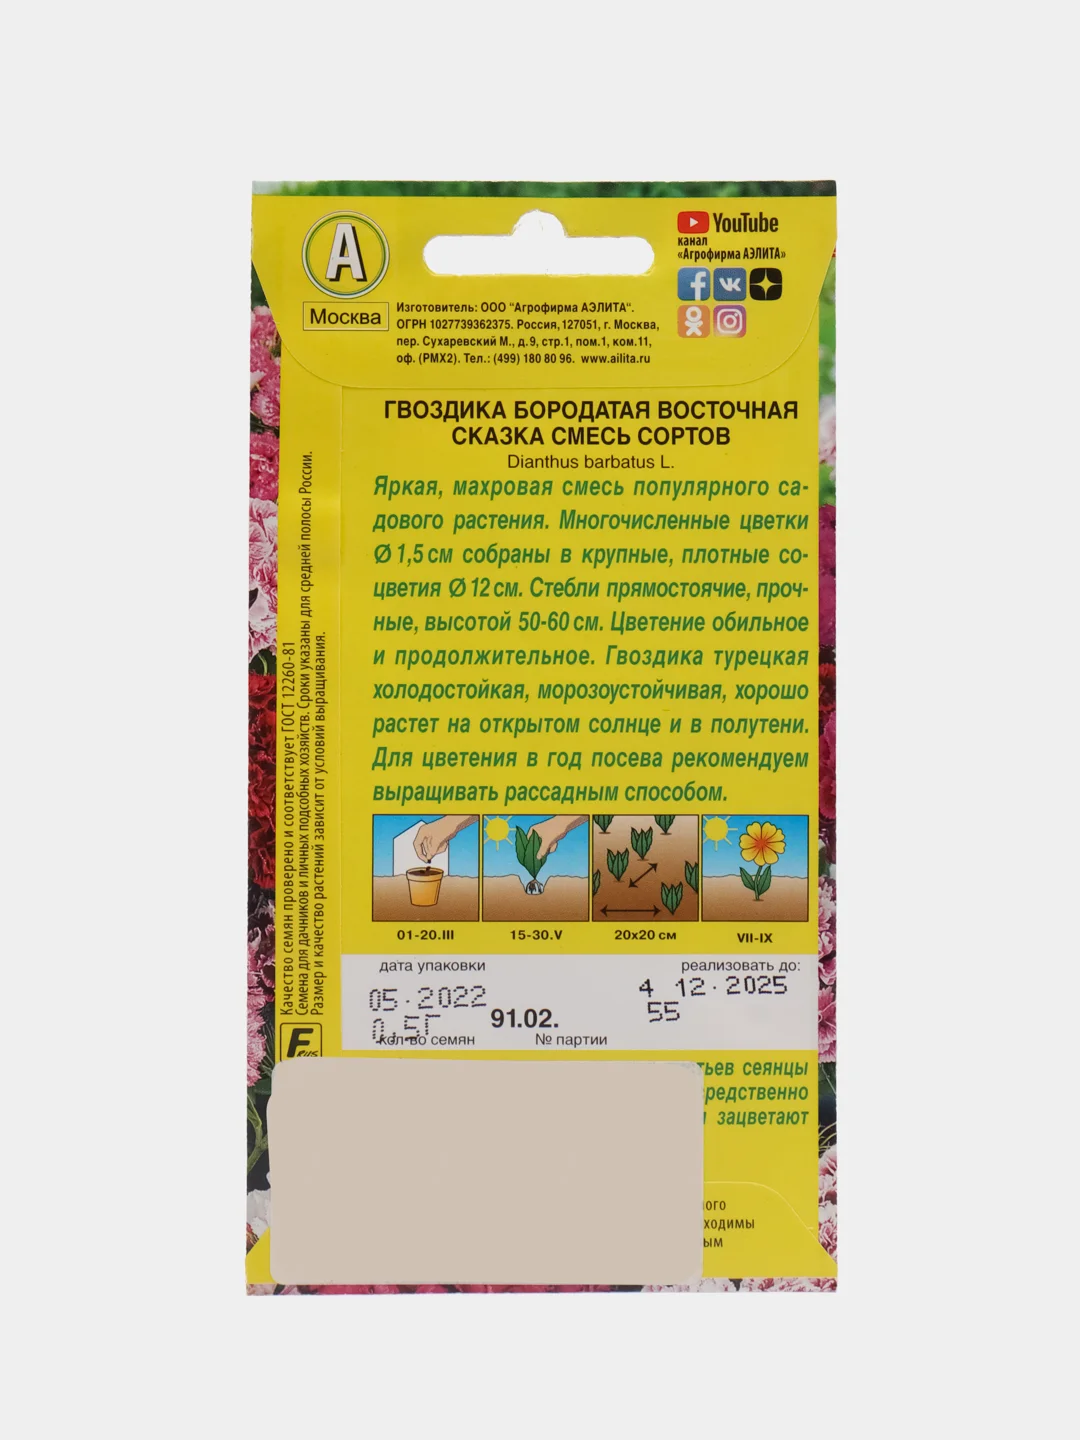 А
Москва
YouTube
канал
«Агрофирма АЭЛИТА»
Изготовитель: ООО "Агрофирма АЭЛИТА".
ОГРН 1027739362375. Россия, 127051, г. Москва,
пер. Сухаревский М., д.9, стр.1, пом.1, ком.11,
оф. (РМХ2). Тел.: (499) 180 80 96. www.ailita.ru
ГВОЗДИКА БОРОДАТАЯ ВОСТОЧНАЯ
СКАЗКА СМЕСЬ СОРТОВ
Dianthus barbatus L.
Яркая, махровая смесь популярного са-
дового растения. Многочисленные цветки
Ø 1,5 см собраны в крупные, плотные со-
цветия Ø 12 см. Стебли прямостоячие, проч-
ные, высотой 50-60 см. Цветение обильное
и продолжительное. Гвоздика турецкая
холодостойкая, морозоустойчивая, хорошо
растет на открытом солнце и в полутени.
Для цветения в год посева рекомендуем
выращивать рассадным способом.
01-20.III 15-30.V 20х20 см VII-IX
дата упаковки реализовать до:
05.2022 4 12.2025
0,5Г 91.02. 55
кол-во семян № партии
тьев сеянцы
средственно
зацветают
ного
ходимы
ым
Качество семян проверено и соответствует ГОСТ 12260-81
Семена для дачников и личных подсобных хозяйств. Сроки указаны для средней полосы России.
Размер и качество растений зависит от условий выращивания.